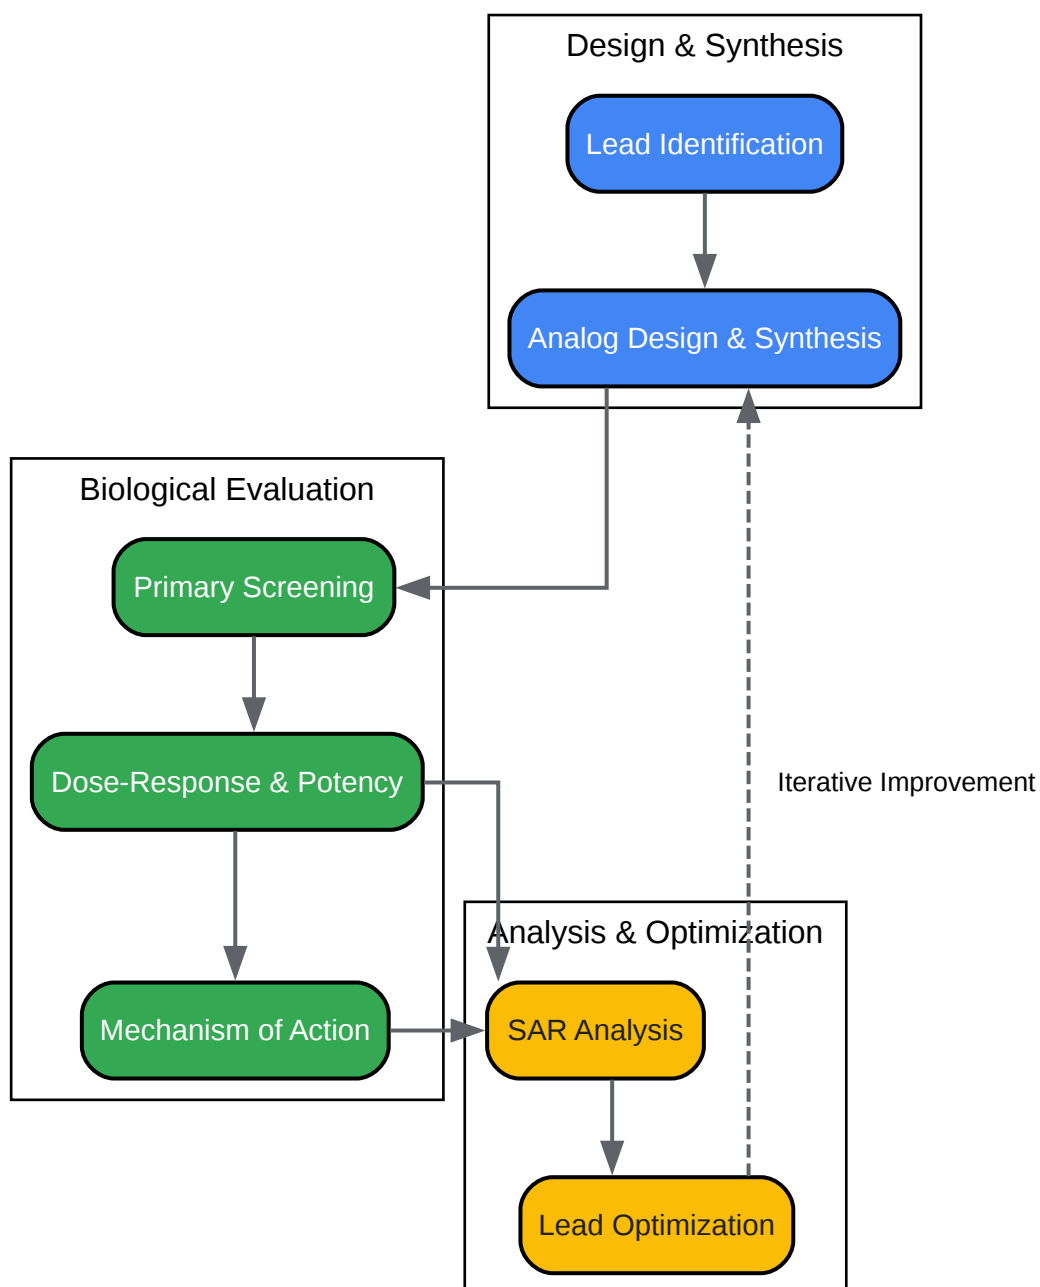 Design & Synthesis
Lead Identification
Analog Design & Synthesis
Biological Evaluation
Primary Screening
Dose-Response & Potency
Iterative Improvement
Analysis & Optimization
Mechanism of Action
SAR Analysis
Lead Optimization